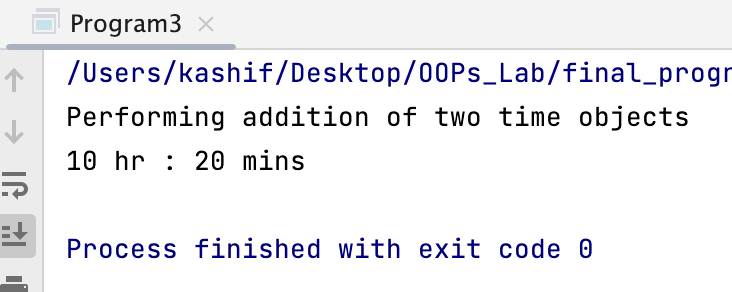 Program3
/Users/kashif/Desktop/OOPs_Lab/final_progr
Performing addition of two time objects
10 hr : 20 mins
Process finished with exit code 0